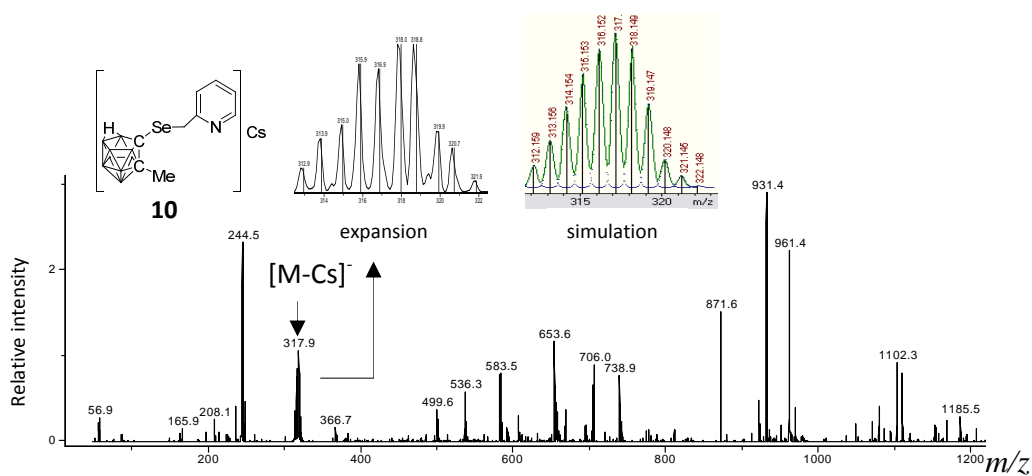 H
Se
N
C
C
Me
Cs
10
312.9
313.9
315.0
315.9
316.9
318.0
318.8
319.9
320.7
321.9
314 316 318 320 322
expansion
312.159
313.156
314.154
315.153
316.152
317.
318.149
319.147
320.148
321.145
322.148
315 320 m/z
simulation
Relative intensity
2
0
[M-Cs]-
56.9
165.9
208.1
244.5
317.9
366.7
499.6
536.3
583.5
653.6
706.0
738.9
871.6
931.4
961.4
1102.3
1185.5
200 400 600 800 1000 1200
m/z